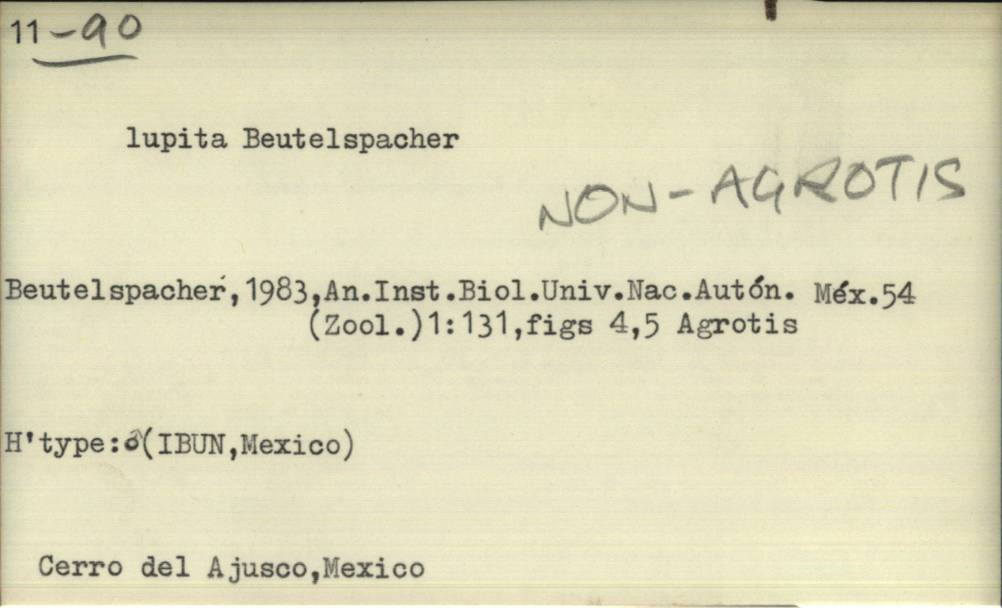 11-90
lupita Beutelspacher
NON-AGROTIS
Beutelspacher,1983,An.Inst.Biol.Univ.Nac.Autón. Méx.54
(Zool.)1:131,figs 4,5 Agrotis
H'type:♂(IBUN,Mexico)
Cerro del Ajusco,Mexico